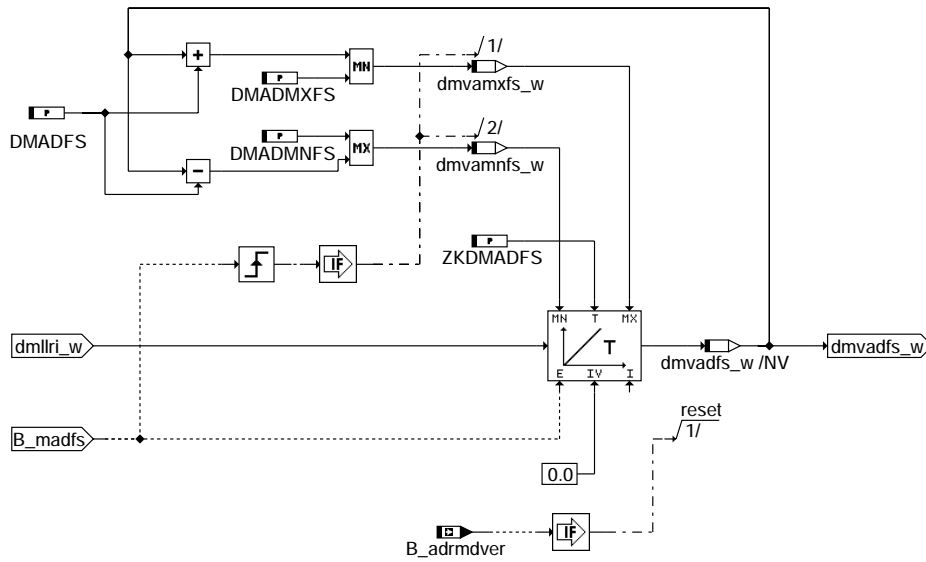 1/
+
P
MN
DMADMXFS
dmvamxfs_w
P
DMADFS
P
2/
DMADMNFS
MX
dmvamnfs_w
−
P
ZKDMADFS
IF
MN T MX
dmllri_w
T
dmvadfs_w /NV
dmvadfs_w
E IV I
reset
1/
B_madfs
0.0
IF
B_adrmdver